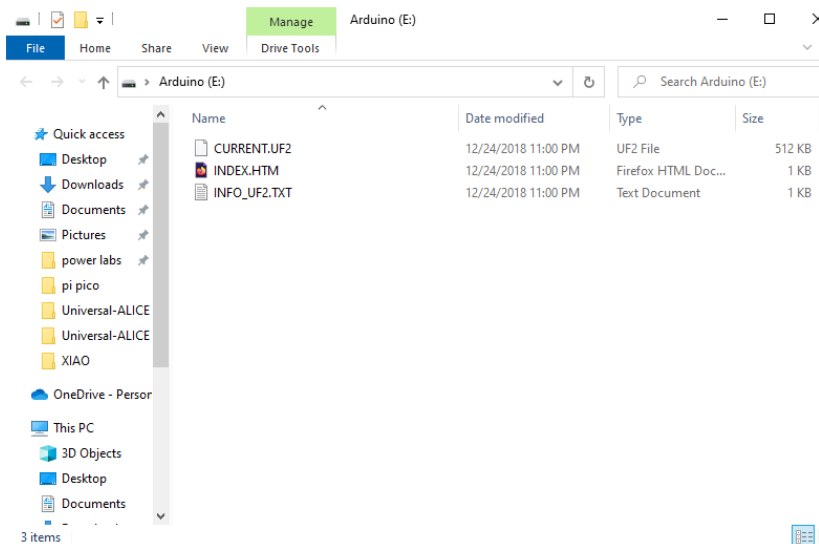 Manage Arduino (E:)
File Home Share View Drive Tools
Arduino (E:) Search Arduino (E:)
Name Date modified Type Size
Quick access
Desktop
Downloads
Documents
Pictures
power labs
pi pico
Universal-ALICE
Universal-ALICE
XIAO
OneDrive - Person
This PC
3D Objects
Desktop
Documents
CURRENT.UF2 12/24/2018 11:00 PM UF2 File 512 KB
INDEX.HTM 12/24/2018 11:00 PM Firefox HTML Doc... 1 KB
INFO_UF2.TXT 12/24/2018 11:00 PM Text Document 1 KB
3 items